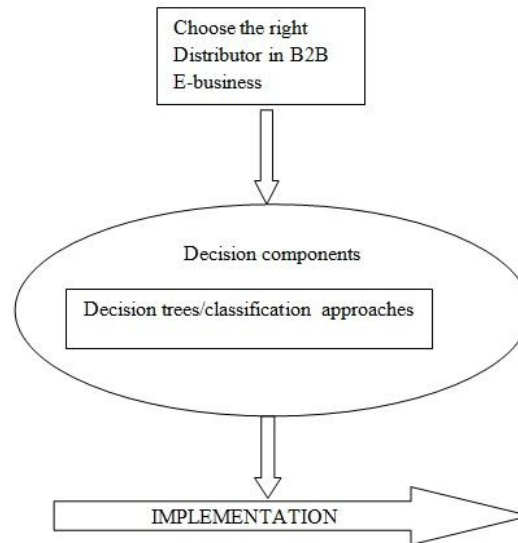 Choose the right
Distributor in B2B
E-business
Decision components
Decision trees/classification approaches
IMPLEMENTATION